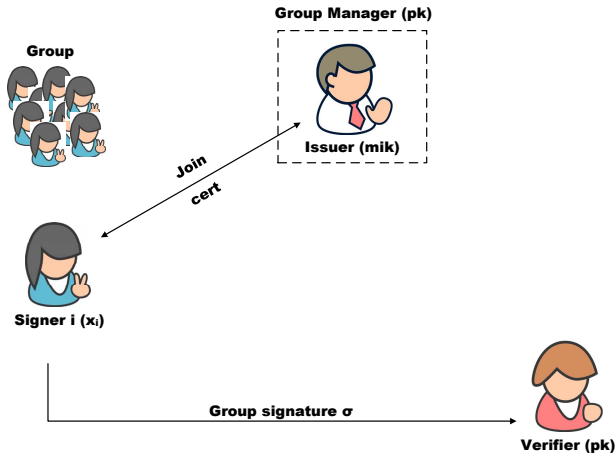 Group Manager (pk)
Group
Issuer (mik)
Join
cert
Signer i (xᵢ)
Group signature σ
Verifier (pk)